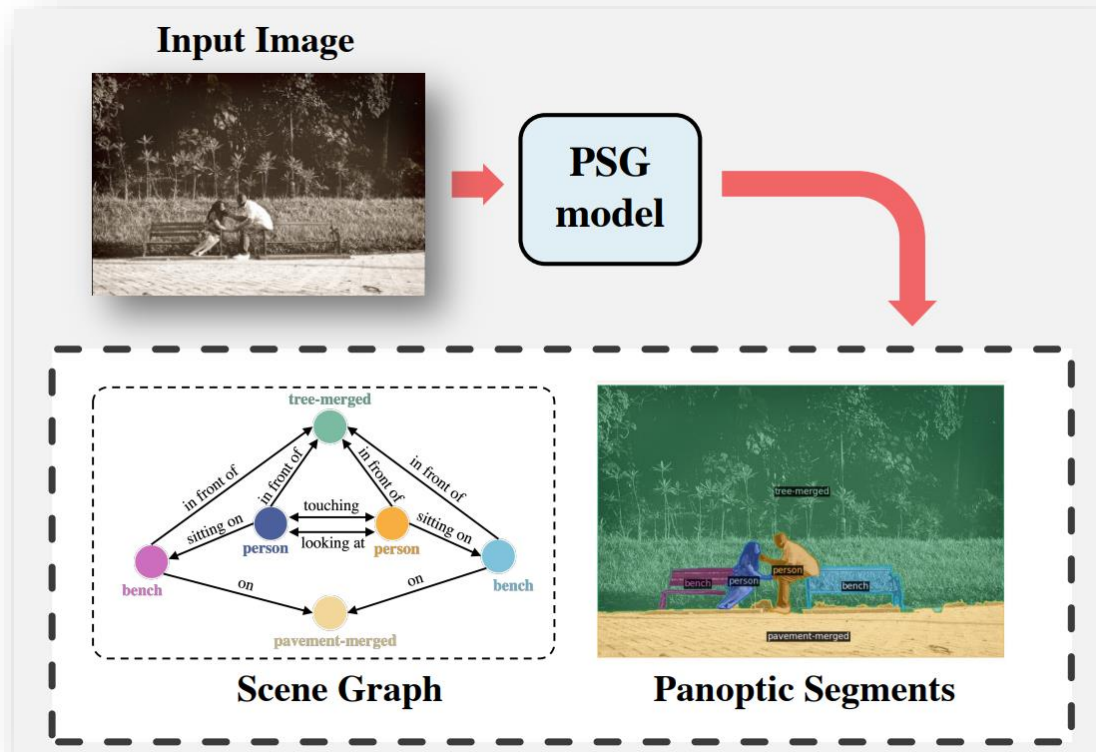 Input Image
PSG
model
tree-merged
in front of
in front of
in front of
in front of
touching
sitting on
sitting on
person
looking at
person
bench
bench
on
on
pavement-merged
Scene Graph
tree-merged
person
bench
person
bench
pavement-merged
Panoptic Segments